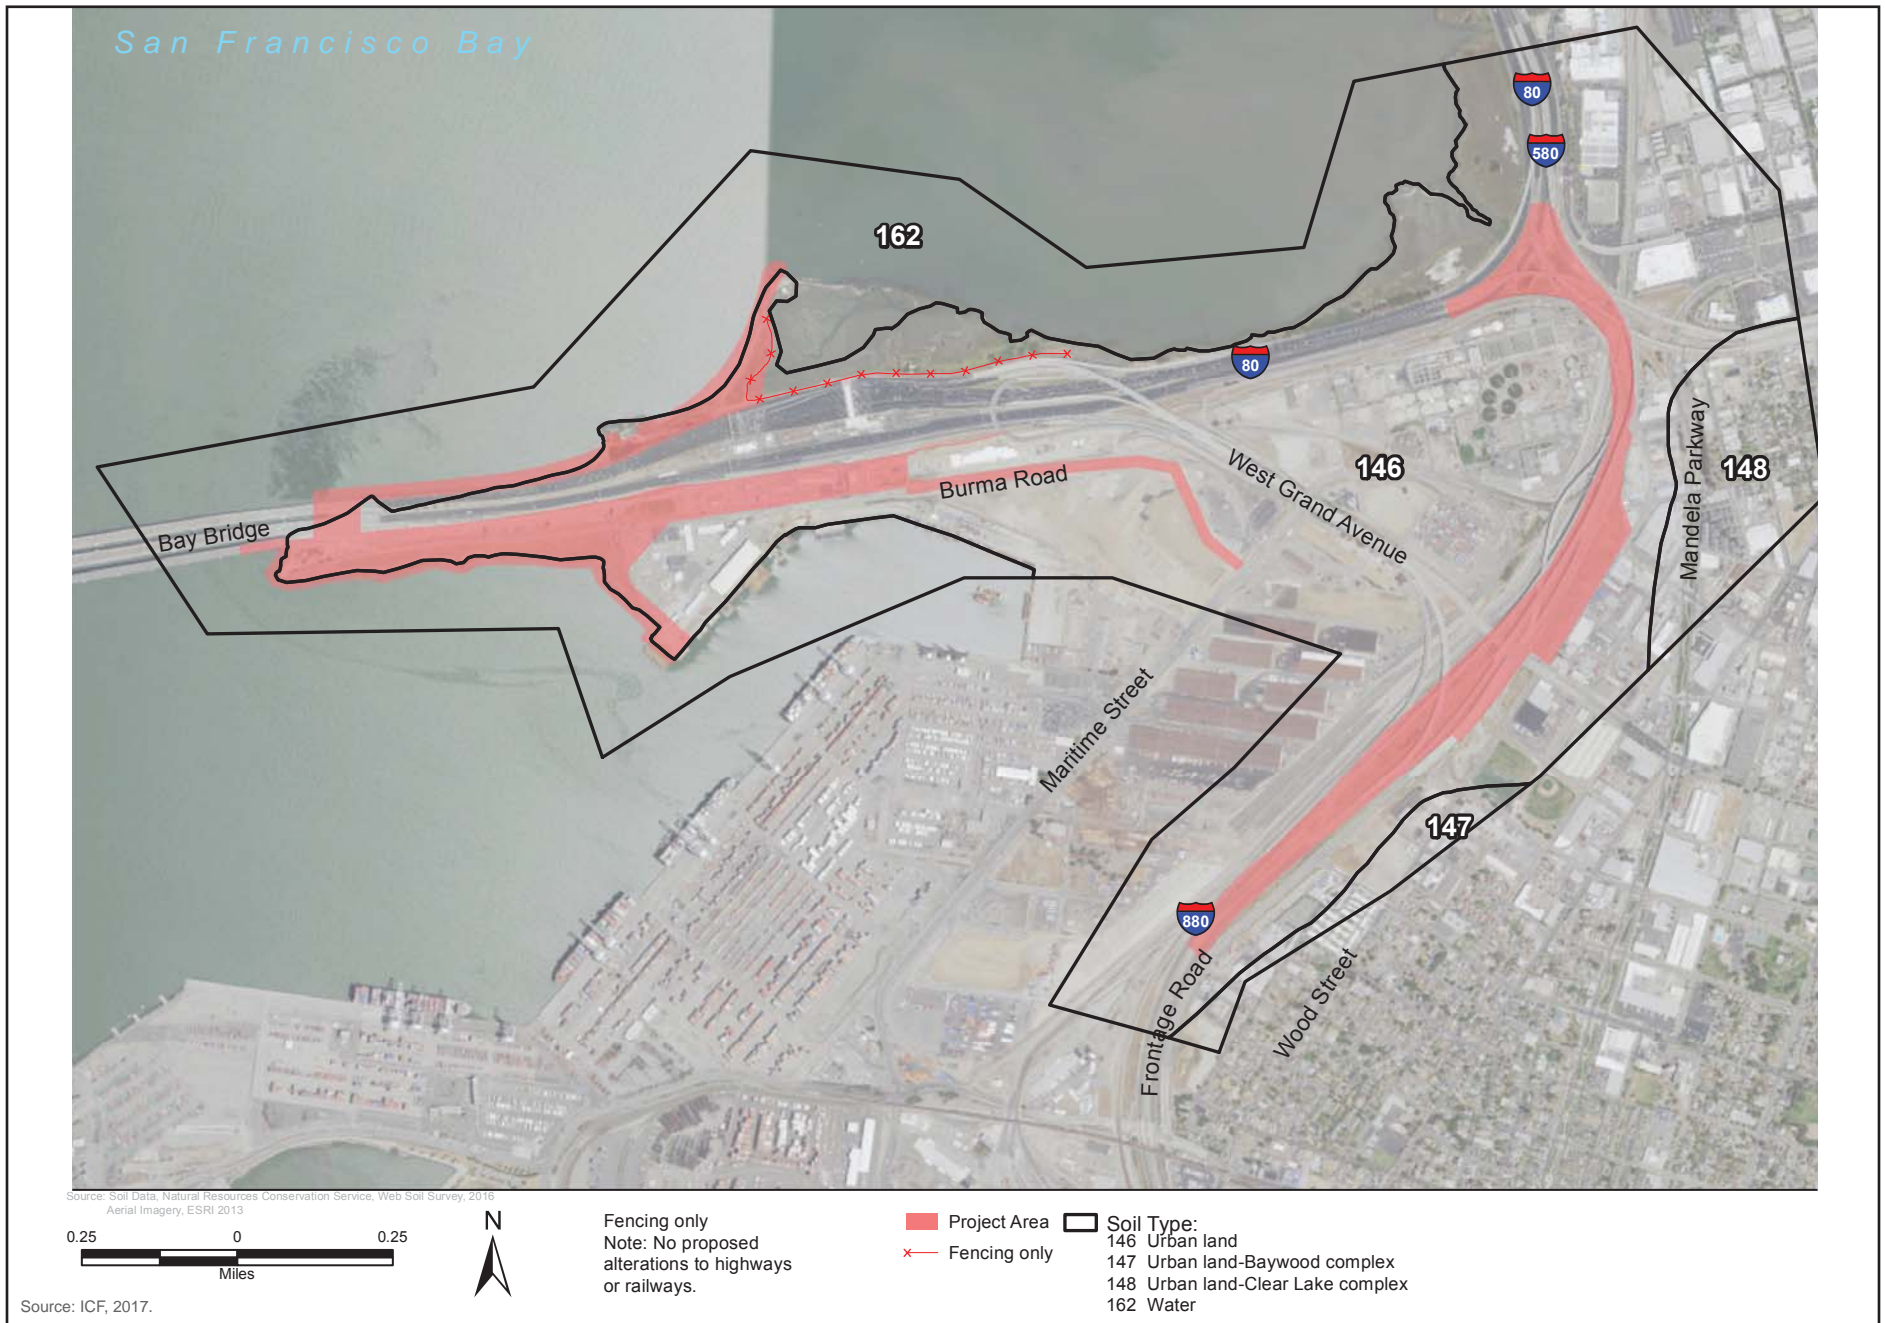 San Francisco Bay
80
580
162
80
146
148
Mandela Parkway
West Grand Avenue
Burma Road
Bay Bridge
Maritime Street
147
880
Frontage Road
Wood Street
Source: Soil Data, Natural Resources Conservation Service, Web Soil Survey, 2016
Aerial Imagery, ESRI 2013
0.25 0 0.25
Miles
N
Fencing only
Note: No proposed
alterations to highways
or railways.
Project Area
Fencing only
Soil Type:
146 Urban land
147 Urban land-Baywood complex
148 Urban land-Clear Lake complex
162 Water
Source: ICF, 2017.